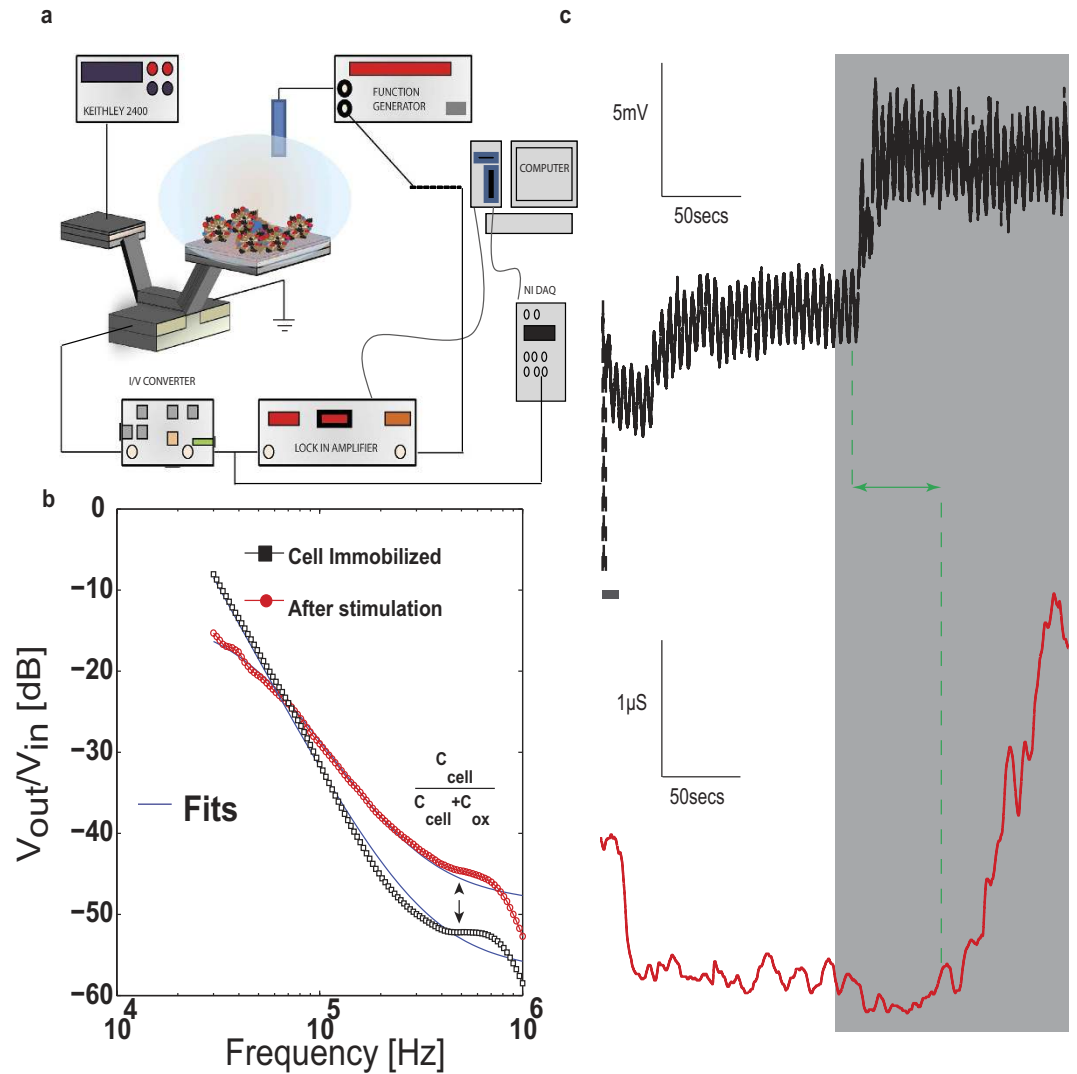 a
KEITHLEY 2400
FUNCTION
GENERATOR
COMPUTER
NI DAQ
I/V CONVERTER
LOCK IN AMPLIFIER
b
0
−10
−20
−30
−40
−50
−60
Vout/Vin [dB]
Cell Immobilized
After stimulation
Fits
C cell
C cell +C ox
10^4
10^5
10^6
Frequency [Hz]
c
5mV
50secs
1µS
50secs